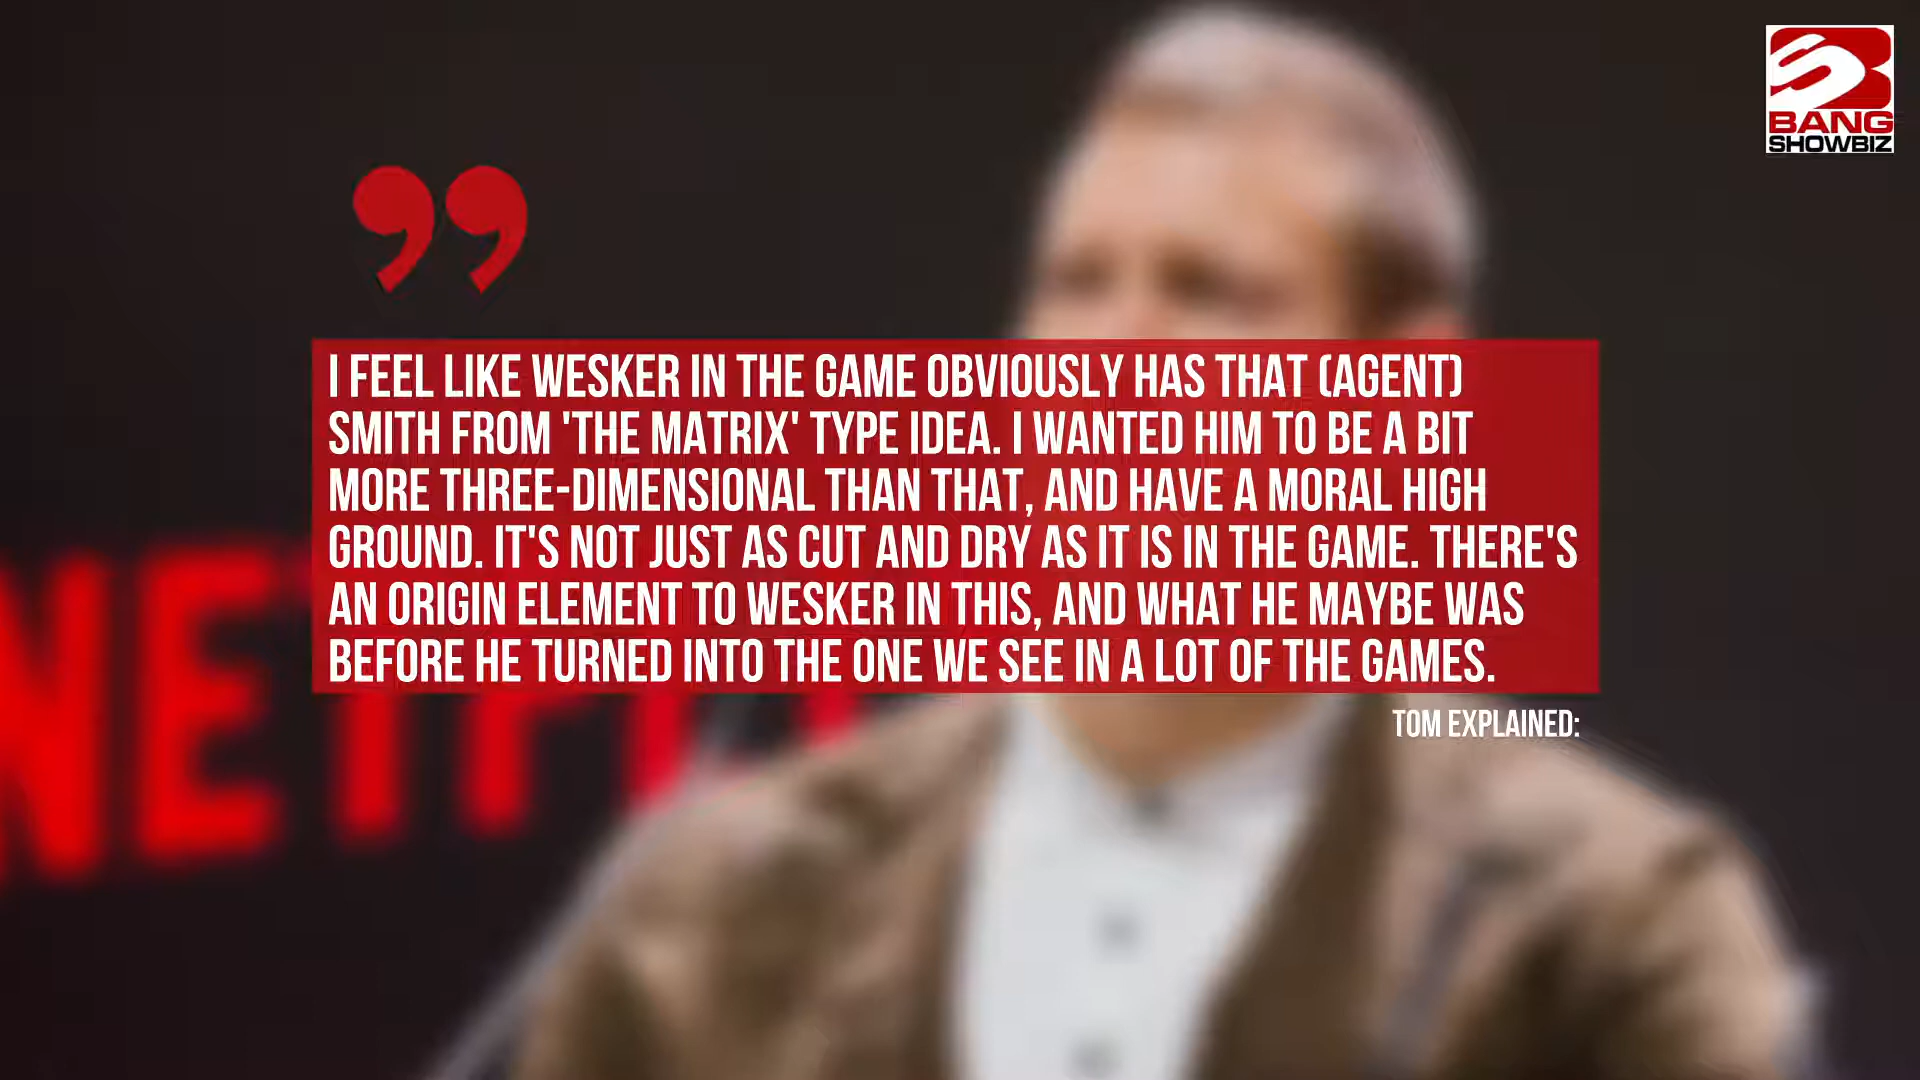 BANG
SHOWBIZ
”
I FEEL LIKE WESKER IN THE GAME OBVIOUSLY HAS THAT (AGENT)
SMITH FROM 'THE MATRIX' TYPE IDEA. I WANTED HIM TO BE A BIT
MORE THREE-DIMENSIONAL THAN THAT, AND HAVE A MORAL HIGH
GROUND. IT'S NOT JUST AS CUT AND DRY AS IT IS IN THE GAME. THERE'S
AN ORIGIN ELEMENT TO WESKER IN THIS, AND WHAT HE MAYBE WAS
BEFORE HE TURNED INTO THE ONE WE SEE IN A LOT OF THE GAMES.
TOM EXPLAINED: